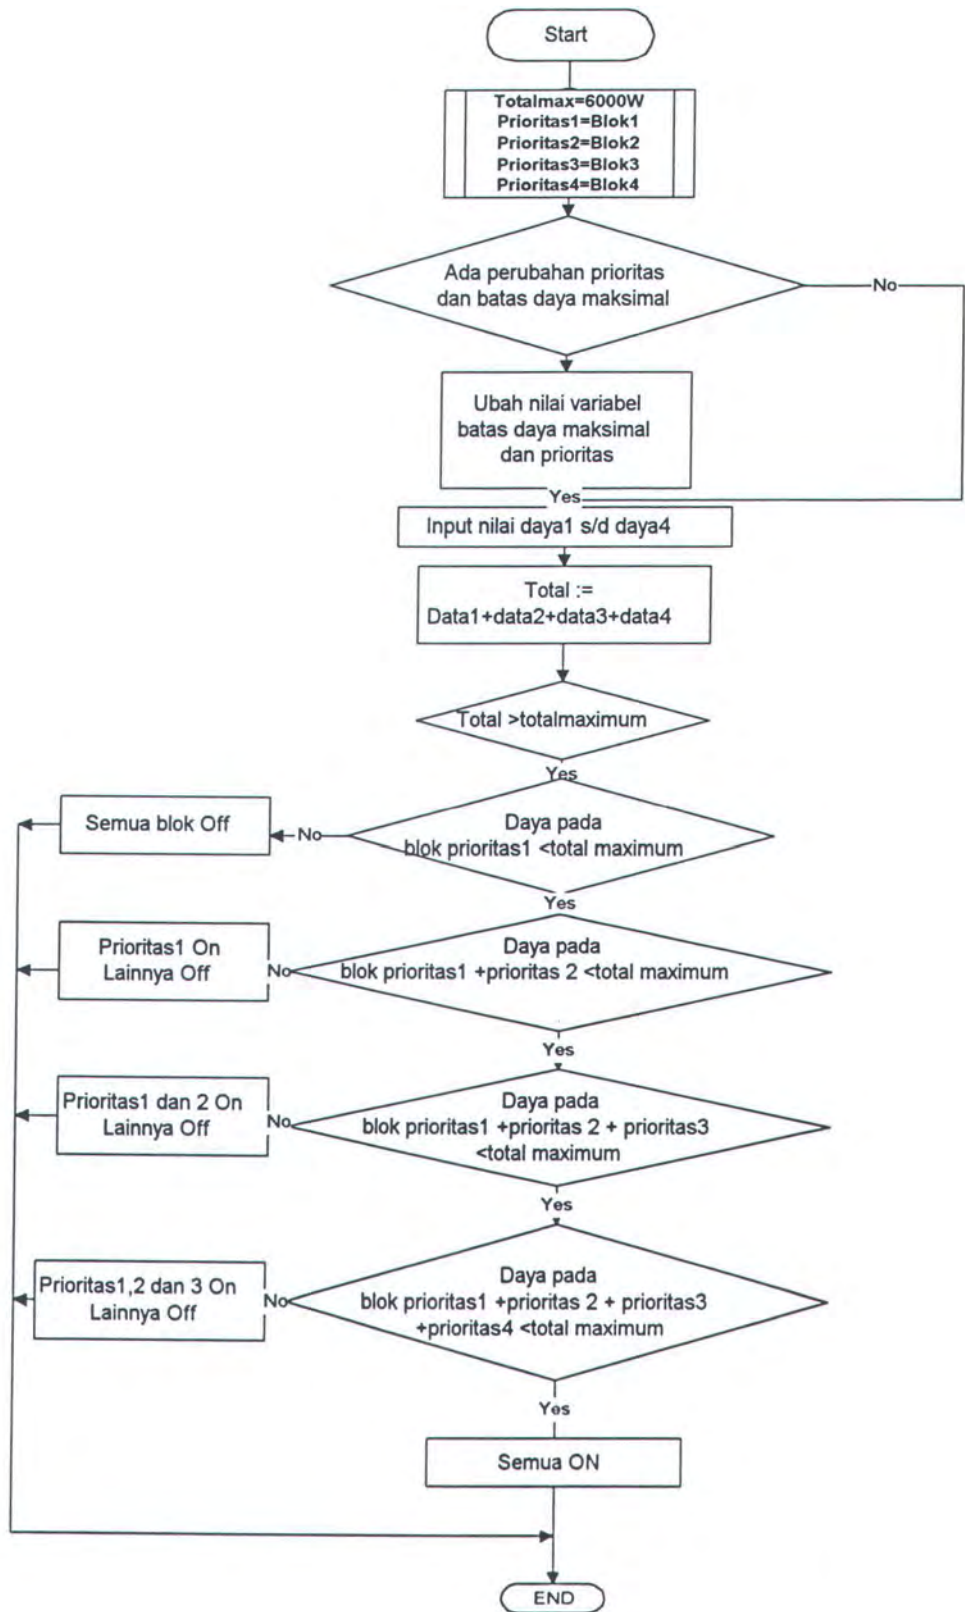 Start
Totalmax=6000W
Prioritas1=Blok1
Prioritas2=Blok2
Prioritas3=Blok3
Prioritas4=Blok4
Ada perubahan prioritas
dan batas daya maksimal
No
Ubah nilai variabel
batas daya maksimal
dan prioritas
Yes
Input nilai daya1 s/d daya4
Total :=
Data1+data2+data3+data4
Total >totalmaximum
Yes
Semua blok Off
No
Daya pada
blok prioritas1 <total maximum
Yes
Prioritas1 On
Lainnya Off
No
Daya pada
blok prioritas1 +prioritas 2 <total maximum
Yes
Prioritas1 dan 2 On
Lainnya Off
No
Daya pada
blok prioritas1 +prioritas 2 + prioritas3
<total maximum
Yes
Prioritas1,2 dan 3 On
Lainnya Off
No
Daya pada
blok prioritas1 +prioritas 2 + prioritas3
+prioritas4 <total maximum
Yes
Semua ON
END